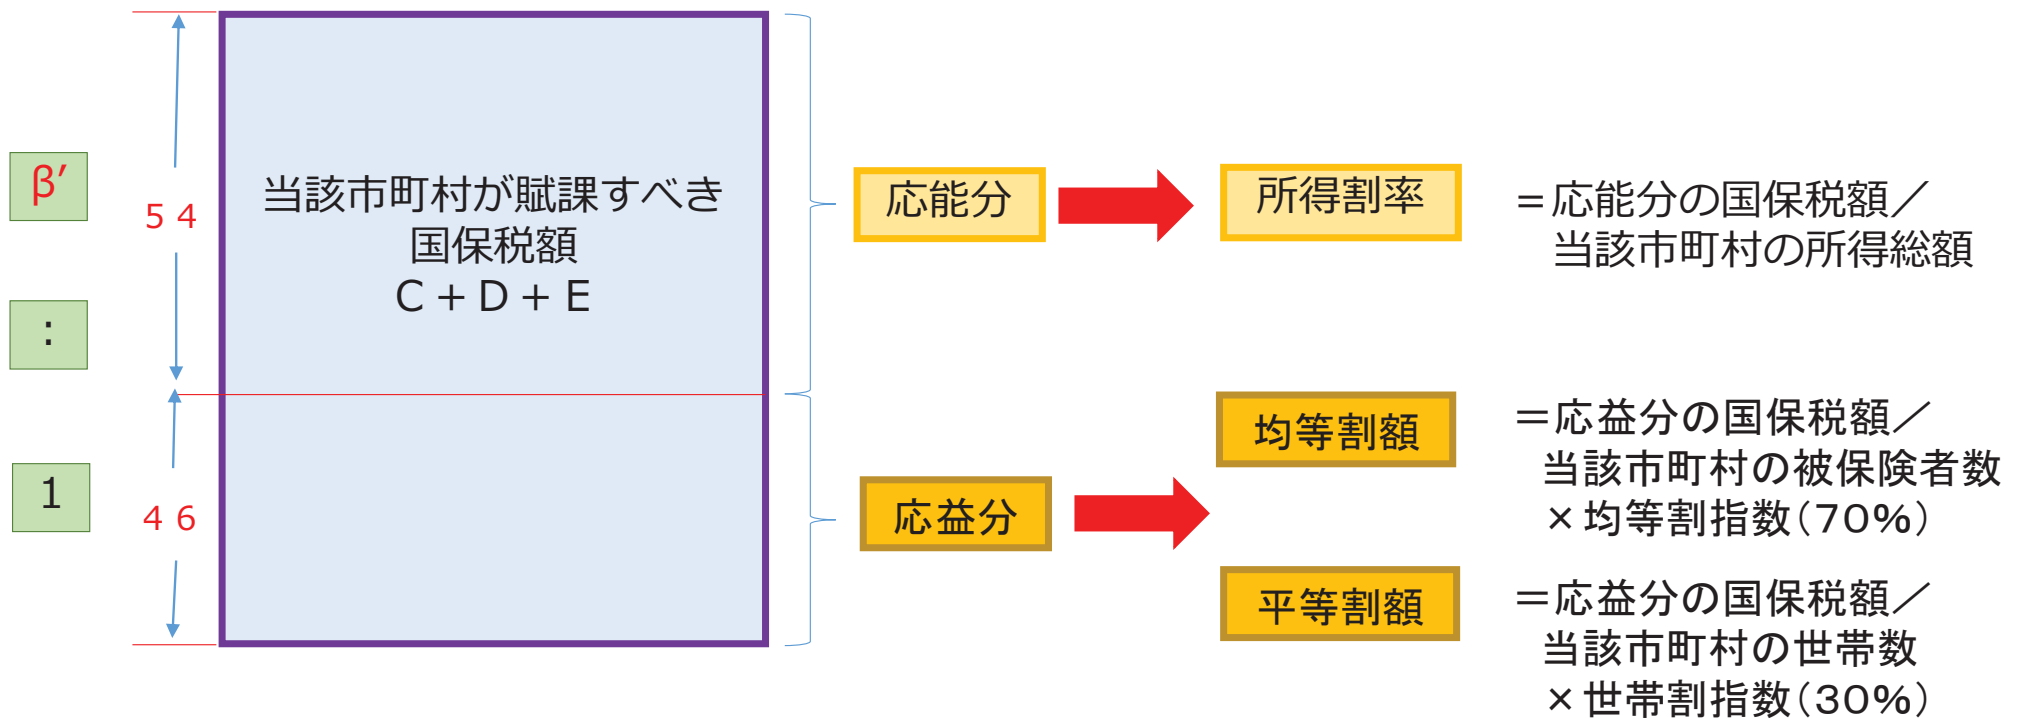 β′
:
1
５４
４６
当該市町村が賦課すべき
国保税額
Ｃ＋Ｄ＋Ｅ
応能分
所得割率
＝応能分の国保税額／
当該市町村の所得総額
応益分
均等割額
＝応益分の国保税額／
当該市町村の被保険者数
×均等割指数（70%）
平等割額
＝応益分の国保税額／
当該市町村の世帯数
×世帯割指数（30%）